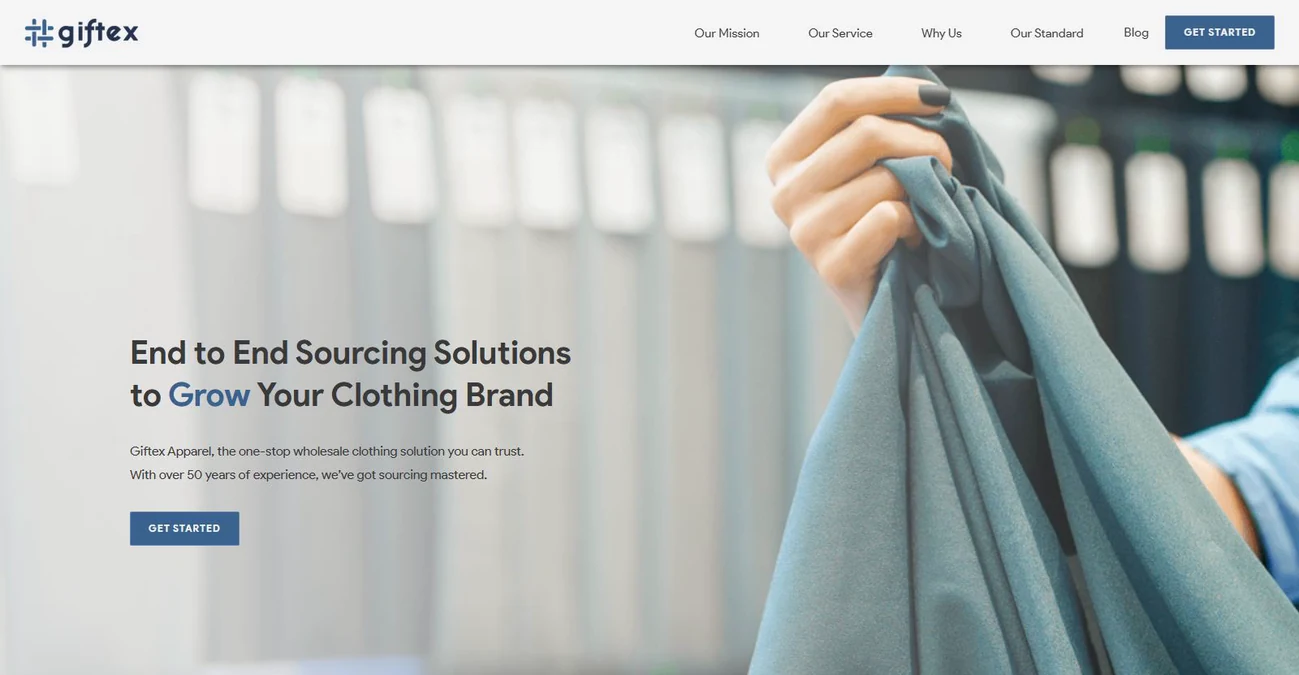 giftex
Our Mission
Our Service
Why Us
Our Standard
Blog
GET STARTED
End to End Sourcing Solutions
to Grow Your Clothing Brand
Giftex Apparel, the one-stop wholesale clothing solution you can trust.
With over 50 years of experience, we've got sourcing mastered.
GET STARTED